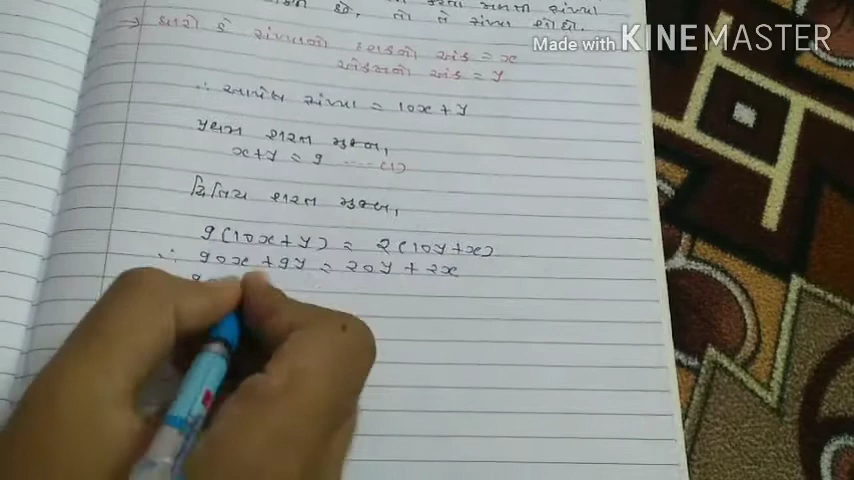 તો તે સંખ્યા શોધો.
Made with KINEMASTER
→ ધારો કે સંખ્યાનો દશકનો અંક = x
એકમનો અંક = y
∴ આપેલ સંખ્યા = 10x + y
પ્રથમ શરત મુજબ,
x+y = 9 ---- (1)
દ્વિતિય શરત મુજબ,
9(10x+y) = 2(10y+x)
∴ 90x + 9y = 20y + 2x